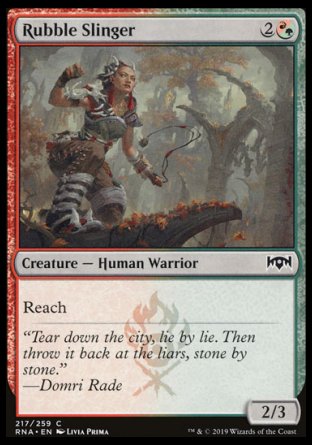 Rubble Slinger 2
Creature — Human Warrior
Reach
“Tear down the city, lie by lie. Then
throw it back at the liars, stone by
stone.”
—Domri Rade
2/3
217/259 C
RNA • EN LIVIA PRIMA
™ & © 2019 Wizards of the Coast